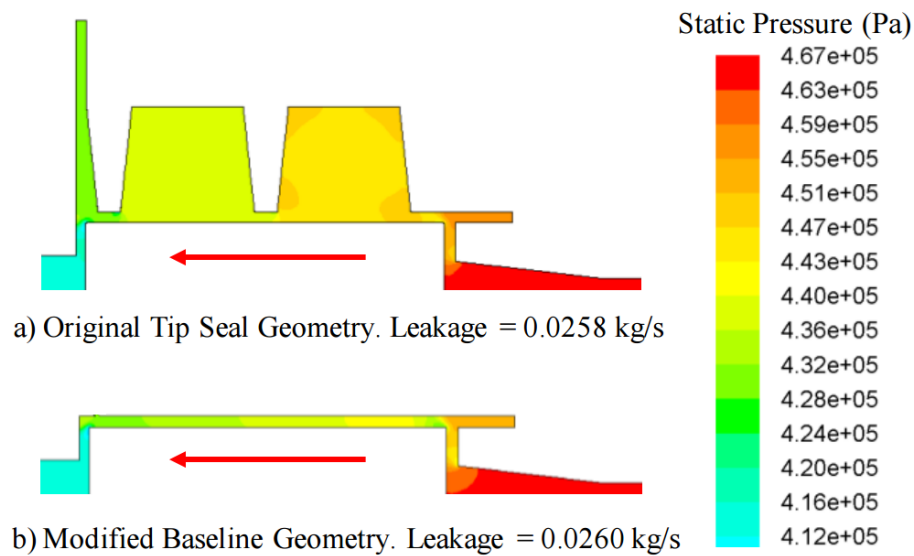 Static Pressure (Pa)
4.67e+05
4.63e+05
4.59e+05
4.55e+05
4.51e+05
4.47e+05
4.43e+05
4.40e+05
4.36e+05
4.32e+05
4.28e+05
4.24e+05
4.20e+05
4.16e+05
4.12e+05
a) Original Tip Seal Geometry. Leakage = 0.0258 kg/s
b) Modified Baseline Geometry. Leakage = 0.0260 kg/s